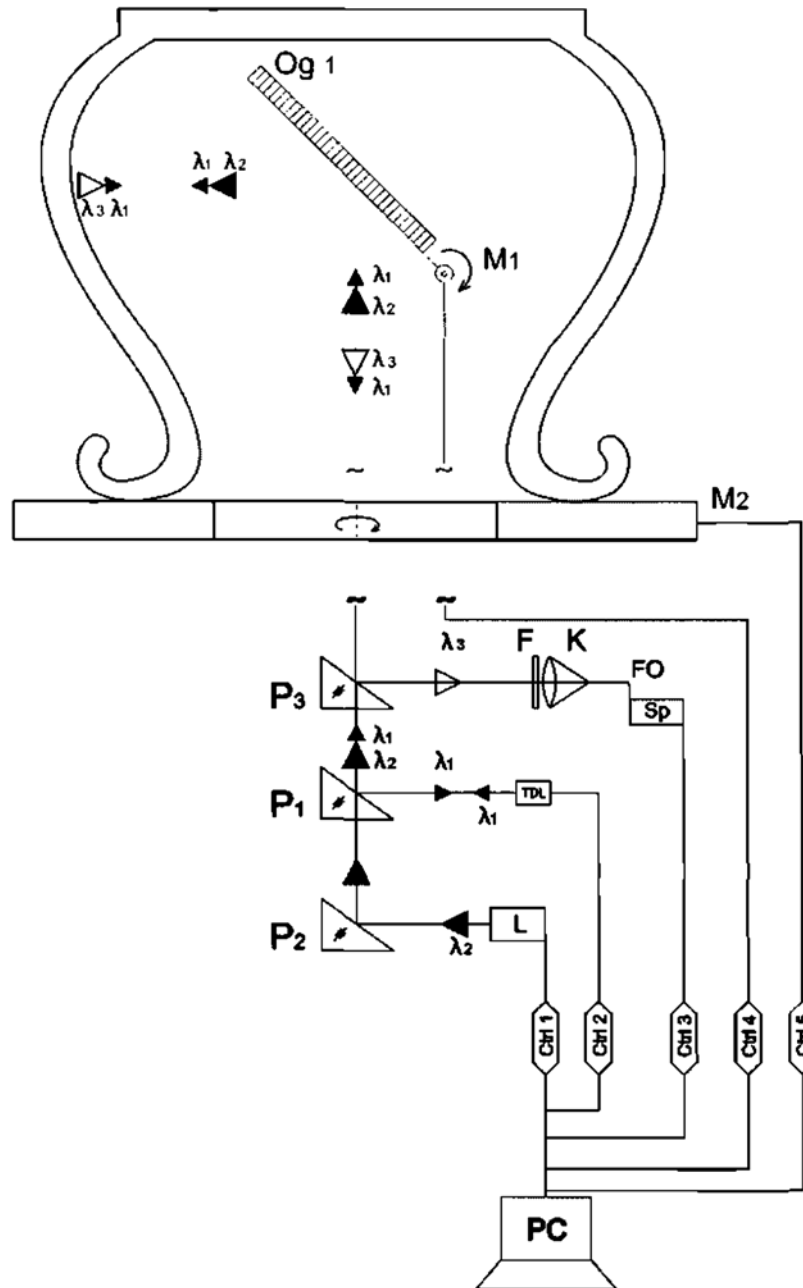 Og 1
λ1 λ2
λ3 λ1
M1
λ1
λ2
λ3
λ1
~ ~
M2
~ ~
λ3
F K
FO
Sp
P3
λ1
λ2
λ1
P1
TDL
λ1
P2
L
λ2
Ctrl 1
Ctrl 2
Ctrl 3
Ctrl 4
Ctrl 5
PC